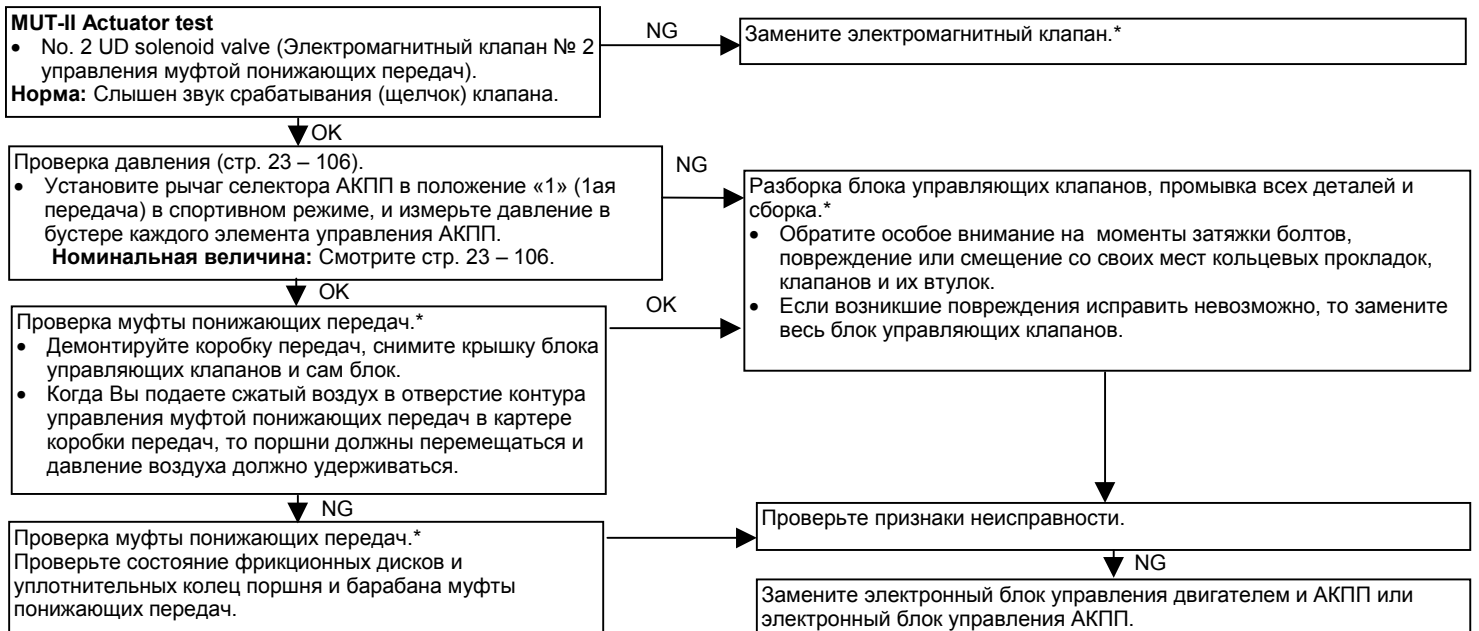 MUT-II Actuator test
• No. 2 UD solenoid valve (Электромагнитный клапан № 2
управления муфтой понижающих передач).
Норма: Слышен звук срабатывания (щелчок) клапана.
NG
Замените электромагнитный клапан.*
OK
Проверка давления (стр. 23 – 106).
• Установите рычаг селектора АКПП в положение «1» (1ая
передача) в спортивном режиме, и измерьте давление в
бустере каждого элемента управления АКПП.
Номинальная величина: Смотрите стр. 23 – 106.
NG
Разборка блока управляющих клапанов, промывка всех деталей и
сборка.*
• Обратите особое внимание на моменты затяжки болтов,
повреждение или смещение со своих мест кольцевых прокладок,
клапанов и их втулок.
• Если возникшие повреждения исправить невозможно, то замените
весь блок управляющих клапанов.
OK
Проверка муфты понижающих передач.*
• Демонтируйте коробку передач, снимите крышку блока
управляющих клапанов и сам блок.
• Когда Вы подаете сжатый воздух в отверстие контура
управления муфтой понижающих передач в картере
коробки передач, то поршни должны перемещаться и
давление воздуха должно удерживаться.
OK
NG
Проверка муфты понижающих передач.*
Проверьте состояние фрикционных дисков и
уплотнительных колец поршня и барабана муфты
понижающих передач.
Проверьте признаки неисправности.
NG
Замените электронный блок управления двигателем и АКПП или
электронный блок управления АКПП.